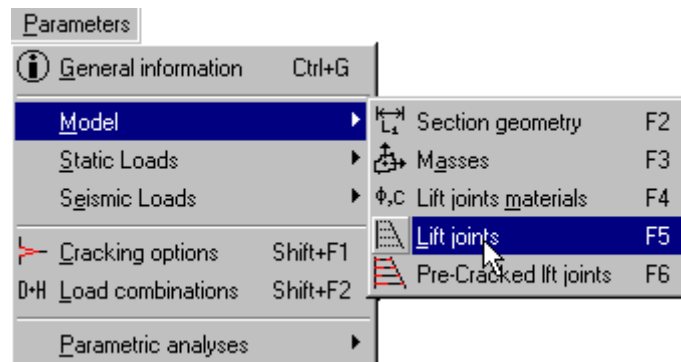 Parameters
General information Ctrl+G
Model
Static Loads
Seismic Loads
Cracking options Shift+F1
D+H Load combinations Shift+F2
Parametric analyses
L₁ Section geometry F2
Masses F3
Φ,C Lift joints materials F4
Lift joints F5
Pre-Cracked lft joints F6